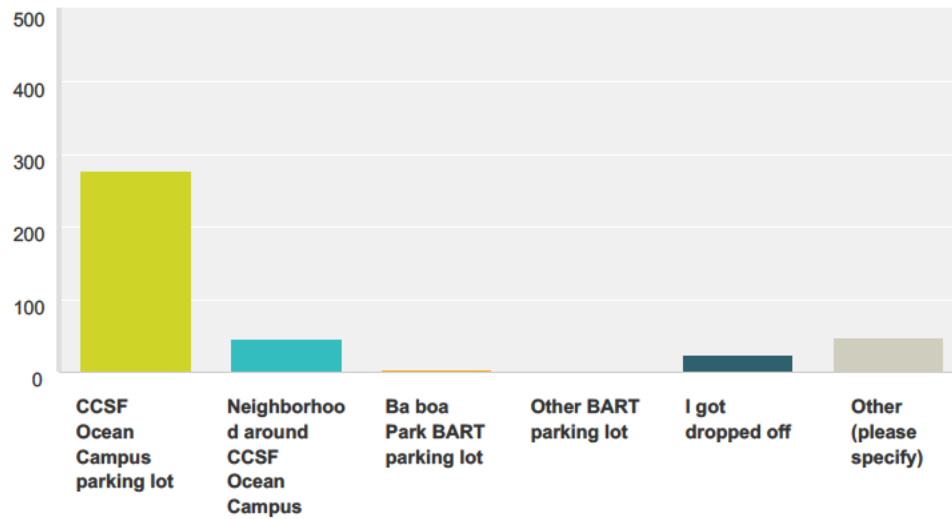 500
400
300
200
100
0
CCSF
Ocean
Campus
parking lot
Neighborhoo
d around
CCSF
Ocean
Campus
Ba boa
Park BART
parking lot
Other BART
parking lot
I got
dropped off
Other
(please
specify)